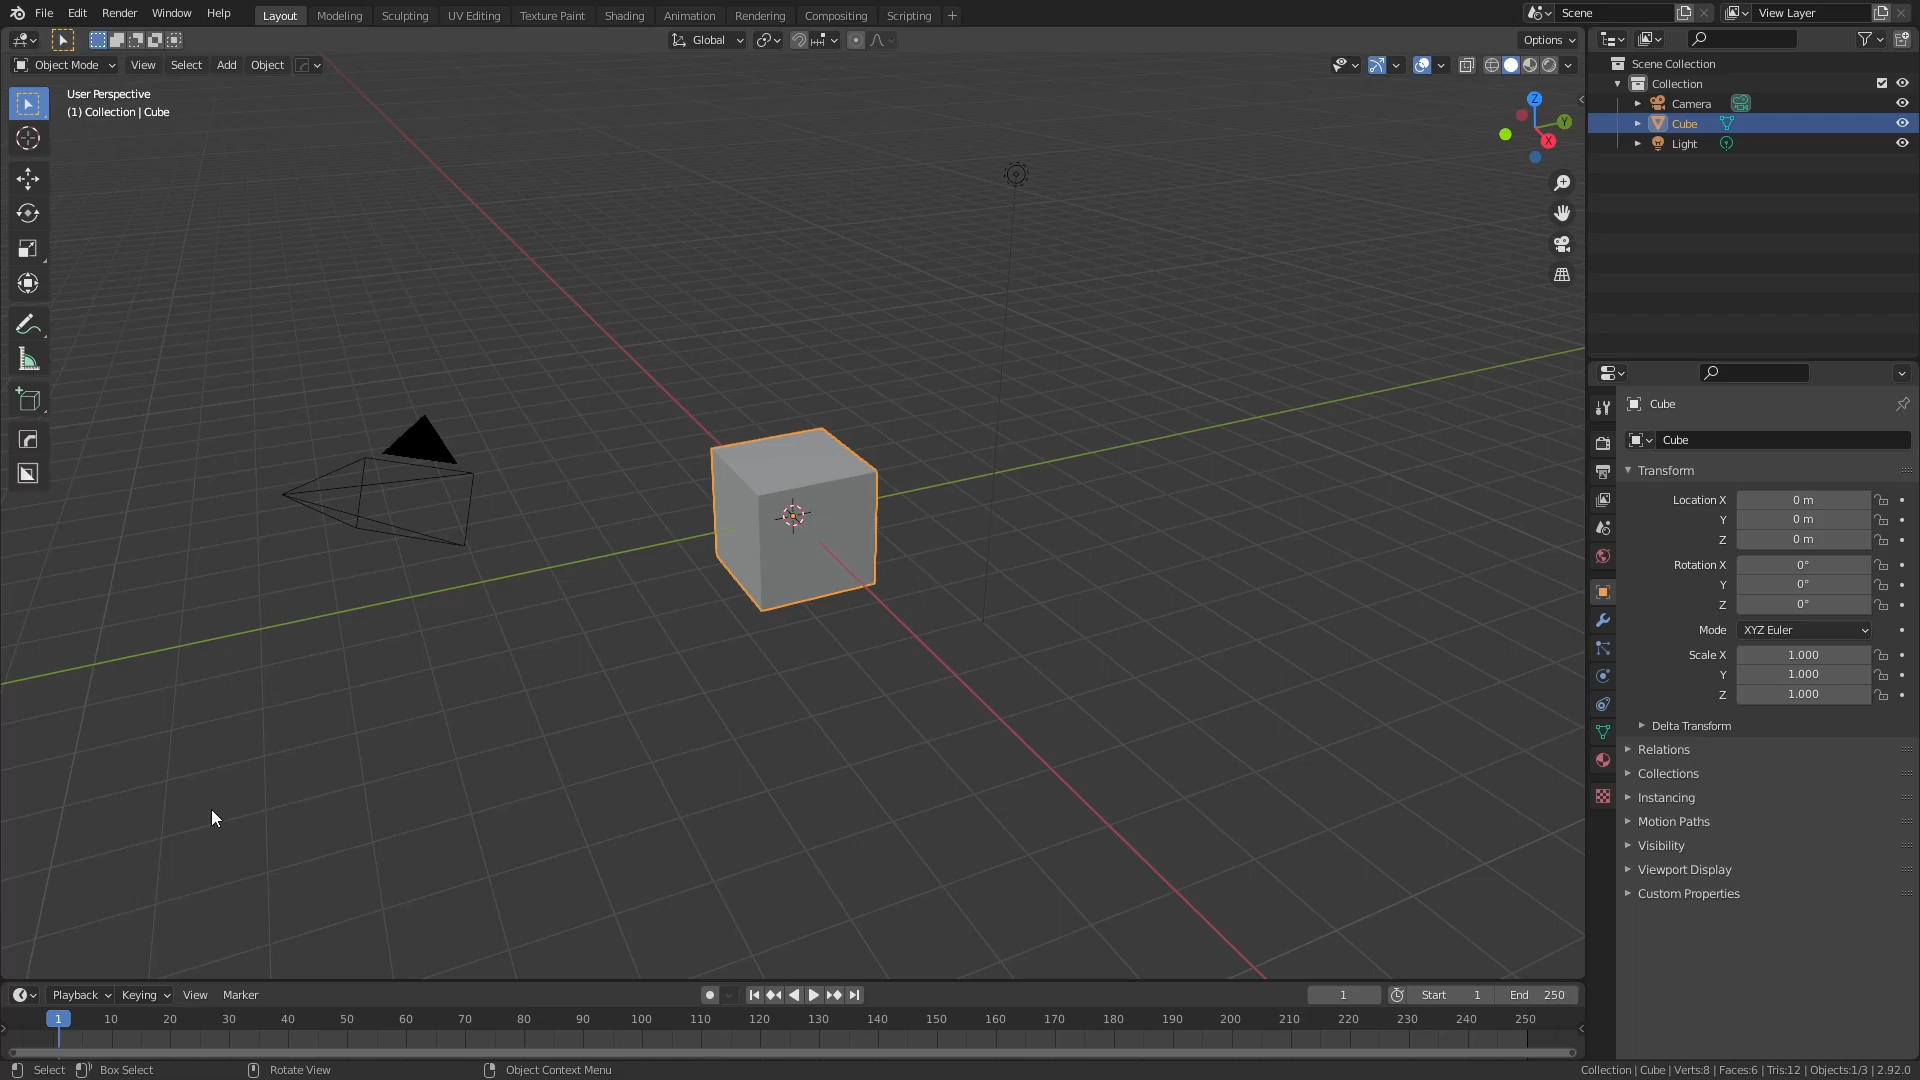 File Edit Render Window Help Layout Modeling Sculpting UV Editing Texture Paint Shading Animation Rendering Compositing Scripting + Scene View Layer
Global Options
Object Mode View Select Add Object
User Perspective
(1) Collection | Cube
Z
Y
X
Scene Collection
Collection
Camera
Cube
Light
Cube
Cube
Transform
Location X 0 m
Y 0 m
Z 0 m
Rotation X 0°
Y 0°
Z 0°
Mode XYZ Euler
Scale X 1.000
Y 1.000
Z 1.000
Delta Transform
Relations
Collections
Instancing
Motion Paths
Visibility
Viewport Display
Custom Properties
Playback Keying View Marker 1 Start 1 End 250
1 10 20 30 40 50 60 70 80 90 100 110 120 130 140 150 160 170 180 190 200 210 220 230 240 250
Select Box Select Rotate View Object Context Menu Collection | Cube | Verts:8 | Faces:6 | Tris:12 | Objects:1/3 | 2.92.0